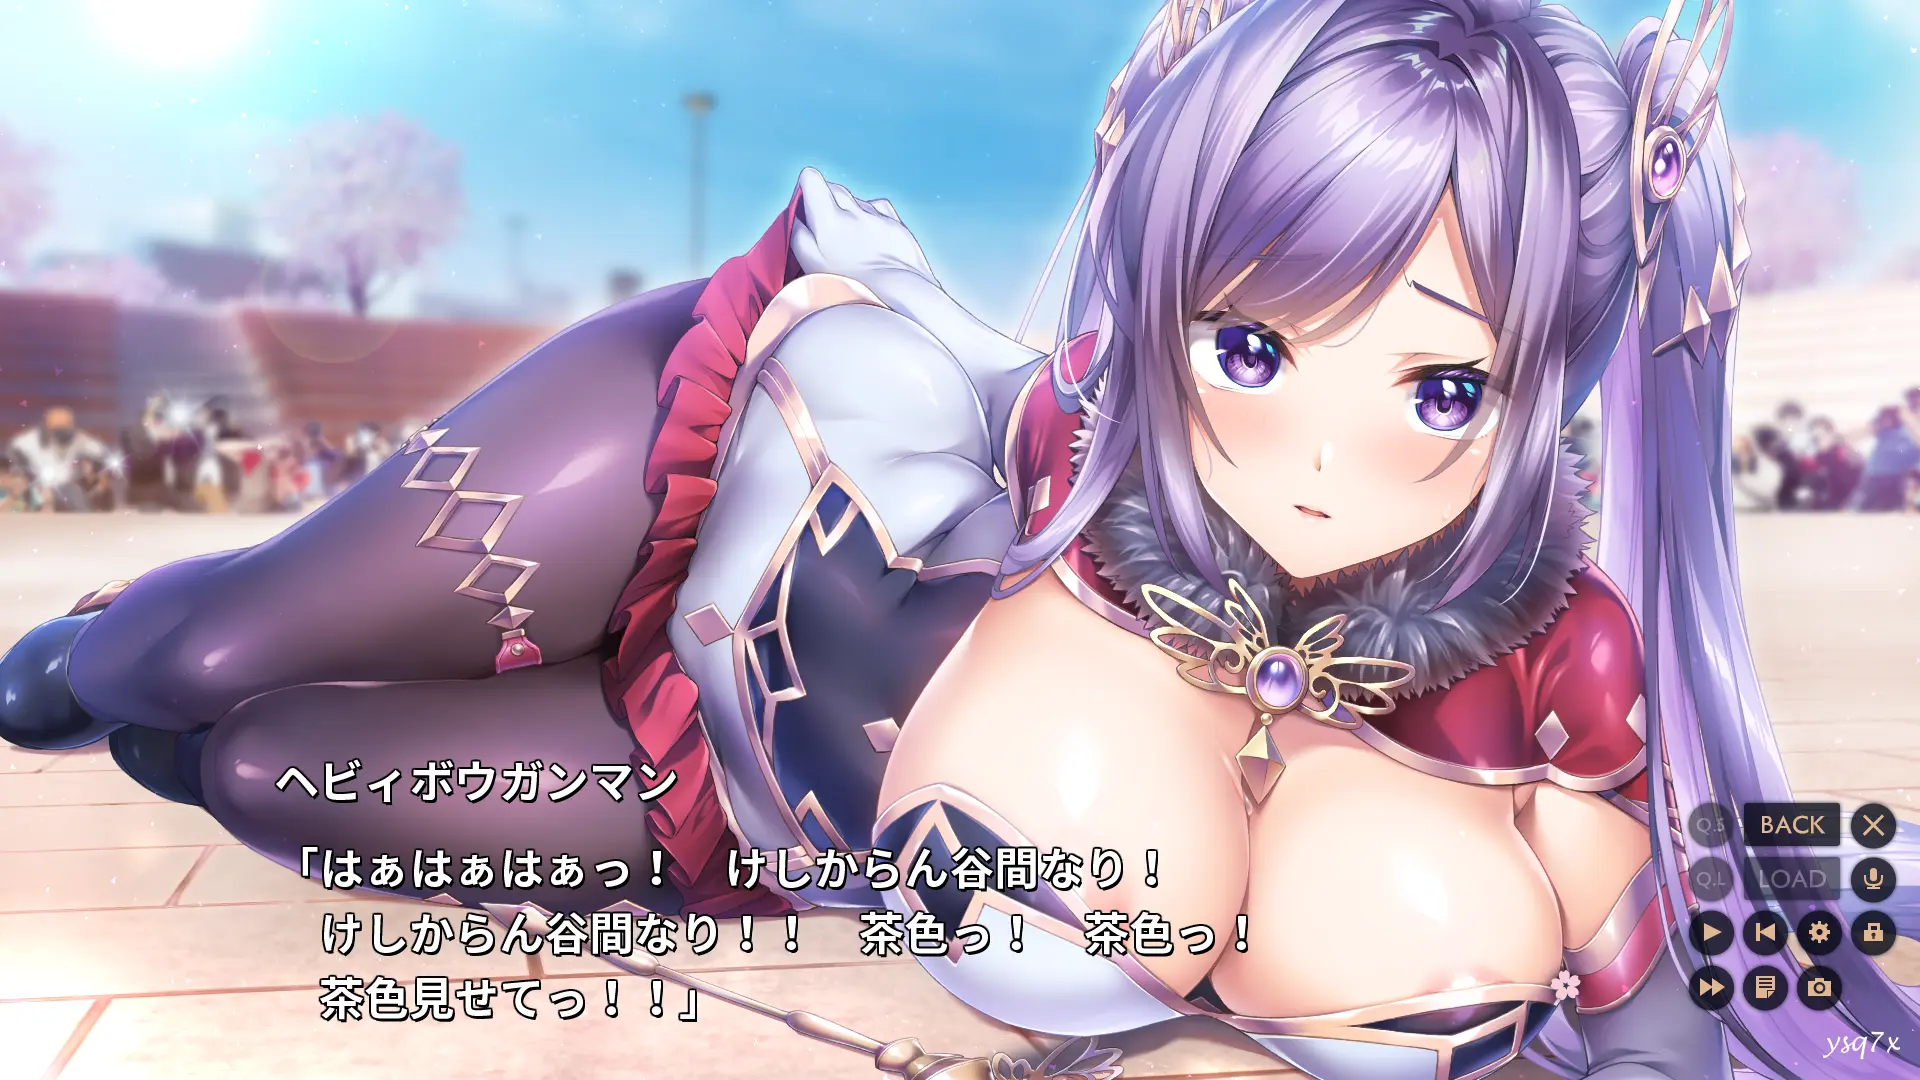 ヘビィボウガンマン
「はぁはぁはぁっ！　けしからん谷間なり！
けしからん谷間なり！！　茶色っ！　茶色っ！
茶色見せてっ！！」
Q.S BACK
Q.L LOAD
ysq7x